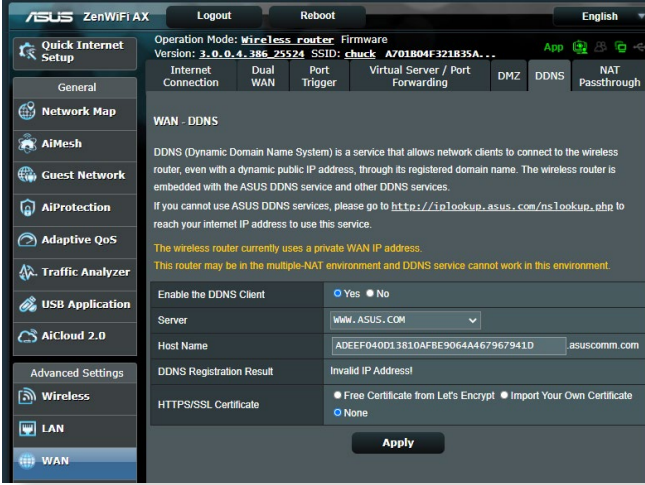 ASUS ZenWiFi AX Logout Reboot English
Quick Internet Setup
Operation Mode: Wireless router Firmware
Version: 3.0.0.4.386_25524 SSID: chuck A701B04F321B35A... App
Internet Connection Dual WAN Port Trigger Virtual Server / Port Forwarding DMZ DDNS NAT Passthrough
General
Network Map
AiMesh
Guest Network
AiProtection
Adaptive QoS
Traffic Analyzer
USB Application
AiCloud 2.0
Advanced Settings
Wireless
LAN
WAN
WAN - DDNS
DDNS (Dynamic Domain Name System) is a service that allows network clients to connect to the wireless
router, even with a dynamic public IP address, through its registered domain name. The wireless router is
embedded with the ASUS DDNS service and other DDNS services.
If you cannot use ASUS DDNS services, please go to http://iplookup.asus.com/nslookup.php to
reach your internet IP address to use this service.
The wireless router currently uses a private WAN IP address.
This router may be in the multiple-NAT environment and DDNS service cannot work in this environment.
Enable the DDNS Client Yes No
Server WWW.ASUS.COM
Host Name ADEEF040D13810AFBE9064A467967941D .asuscomm.com
DDNS Registration Result Invalid IP Address!
HTTPS/SSL Certificate Free Certificate from Let's Encrypt Import Your Own Certificate
None
Apply